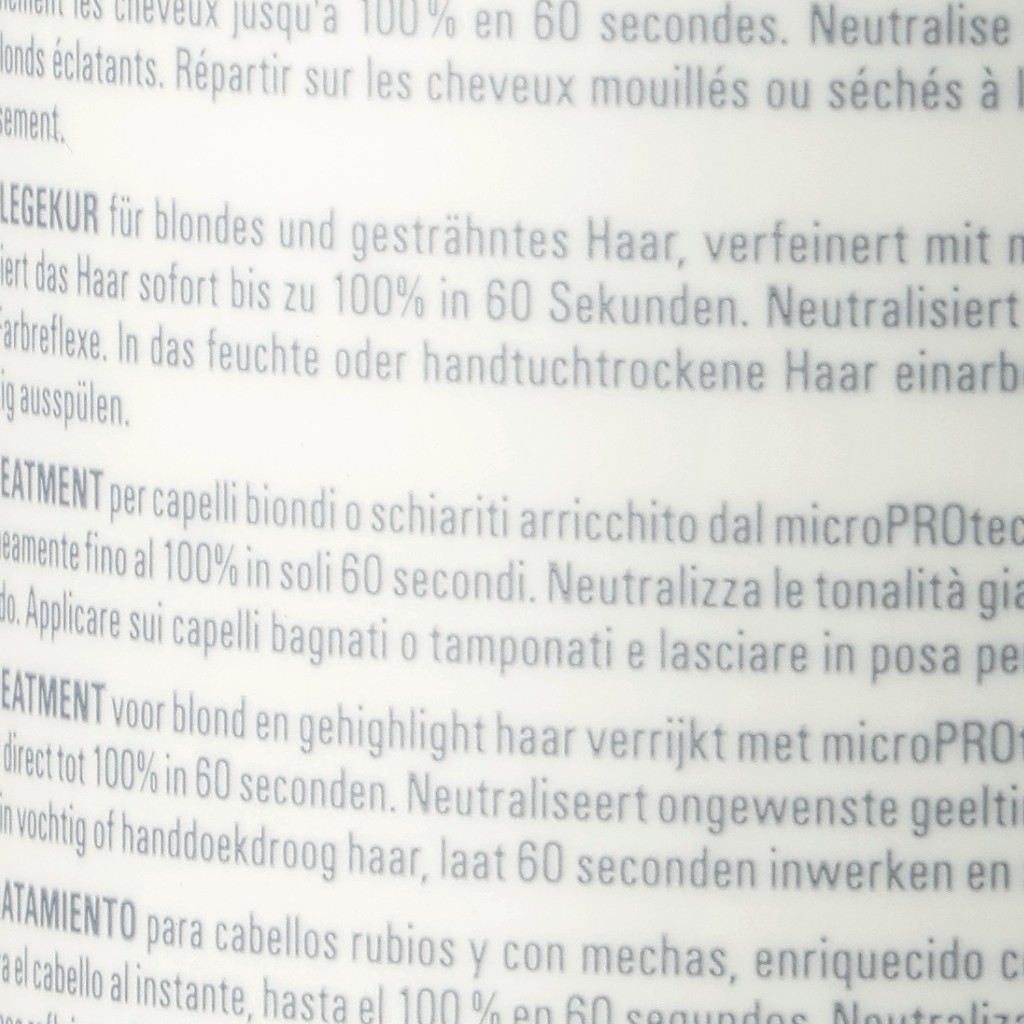 les cheveux jusqu'à 100 % en 60 secondes. Neutralise
éclatants. Répartir sur les cheveux mouillés ou séchés à
LEGEKUR für blondes und gesträhntes Haar, verfeinert mit
iert das Haar sofort bis zu 100% in 60 Sekunden. Neutralisiert
arbreflexe. In das feuchte oder handtuchtrockene Haar einarb
ig ausspülen.
EATMENT per capelli biondi o schiariti arricchito dal microPROtec
eamente fino al 100% in soli 60 secondi. Neutralizza le tonalità gia
do. Applicare sui capelli bagnati o tamponati e lasciare in posa pe
EATMENT voor blond en gehighlight haar verrijkt met microPROt
direct tot 100% in 60 seconden. Neutraliseert ongewenste geelti
in vochtig of handdoekdroog haar, laat 60 seconden inwerken en
ATAMIENTO para cabellos rubios y con mechas, enriquecido c
a el cabello al instante, hasta el 100 % en 60 segundos. Neutraliza